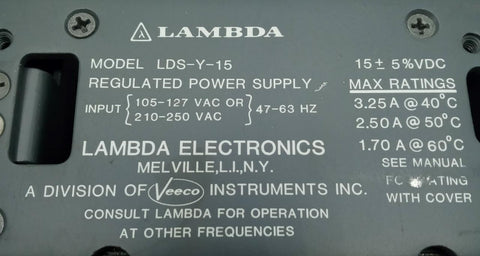 LAMBDA
MODEL LDS-Y-15
REGULATED POWER SUPPLY
INPUT {105-127 VAC OR} 47-63 HZ
{210-250 VAC}
15 ± 5% VDC
MAX RATINGS
3.25 A @ 40°C
2.50 A @ 50°C
1.70 A @ 60°C
SEE MANUAL
WITH COVER
LAMBDA ELECTRONICS
MELVILLE, L.I., N.Y.
A DIVISION OF Veeco INSTRUMENTS INC.
CONSULT LAMBDA FOR OPERATION
AT OTHER FREQUENCIES